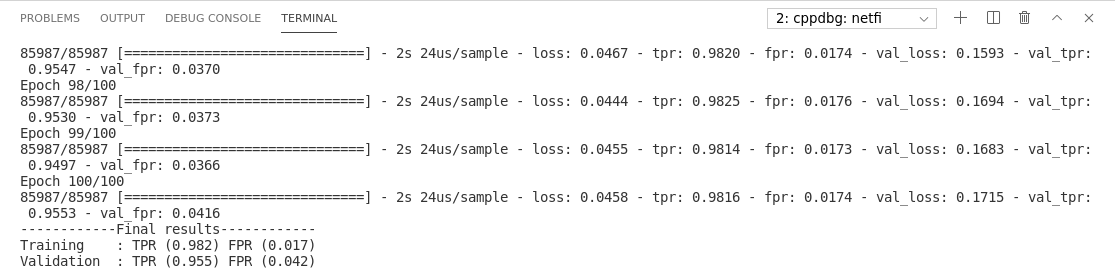 PROBLEMS OUTPUT DEBUG CONSOLE TERMINAL 2: cppdbg: netfi
85987/85987 [==============================] - 2s 24us/sample - loss: 0.0467 - tpr: 0.9820 - fpr: 0.0174 - val_loss: 0.1593 - val_tpr:
 0.9547 - val_fpr: 0.0370
Epoch 98/100
85987/85987 [==============================] - 2s 24us/sample - loss: 0.0444 - tpr: 0.9825 - fpr: 0.0176 - val_loss: 0.1694 - val_tpr:
 0.9530 - val_fpr: 0.0373
Epoch 99/100
85987/85987 [==============================] - 2s 24us/sample - loss: 0.0455 - tpr: 0.9814 - fpr: 0.0173 - val_loss: 0.1683 - val_tpr:
 0.9497 - val_fpr: 0.0366
Epoch 100/100
85987/85987 [==============================] - 2s 24us/sample - loss: 0.0458 - tpr: 0.9816 - fpr: 0.0174 - val_loss: 0.1715 - val_tpr:
 0.9553 - val_fpr: 0.0416
------------Final results------------
Training    : TPR (0.982) FPR (0.017)
Validation  : TPR (0.955) FPR (0.042)